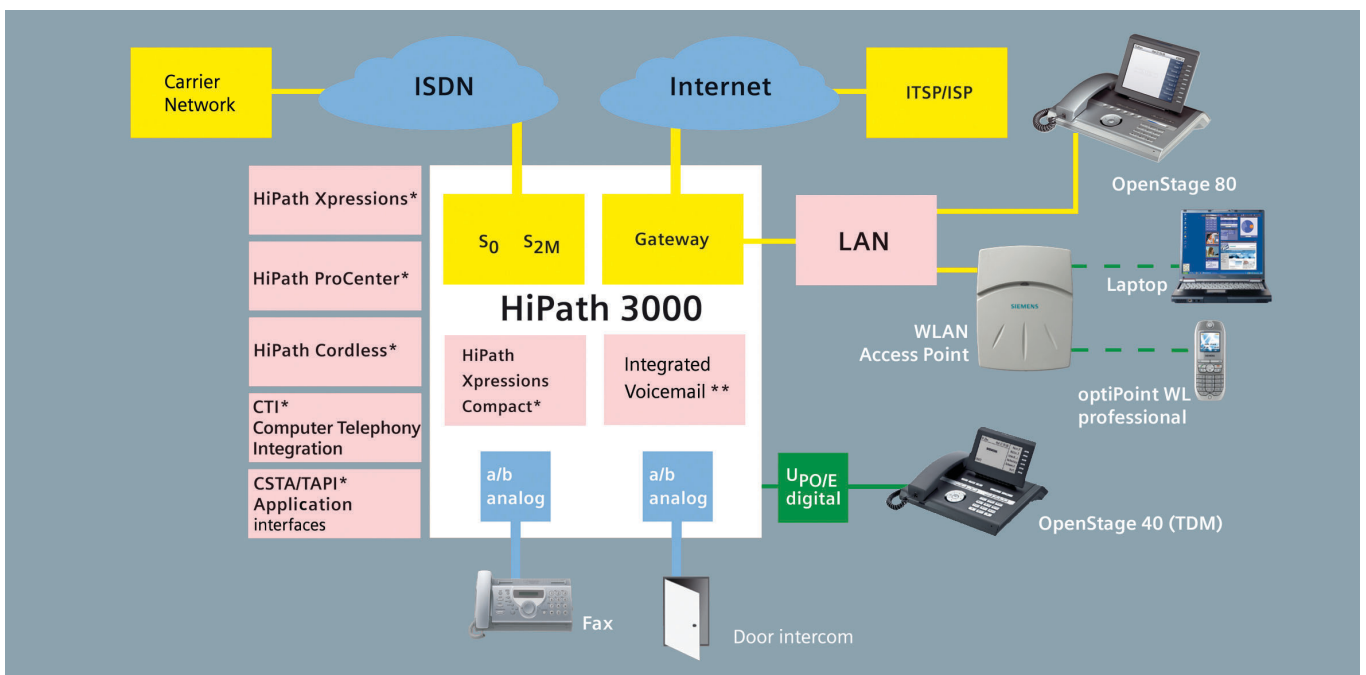 Carrier
Network
ISDN
Internet
ITSP/ISP
OpenStage 80
HiPath Xpressions*
HiPath ProCenter*
HiPath Cordless*
CTI*
Computer Telephony
Integration
CSTA/TAPI*
Application
interfaces
S0 S2M
Gateway
LAN
HiPath 3000
HiPath
Xpressions
Compact*
Integrated
Voicemail **
a/b
analog
a/b
analog
UPO/E
digital
SIEMENS
WLAN
Access Point
Laptop
optiPoint WL
professional
OpenStage 40 (TDM)
Fax
Door intercom